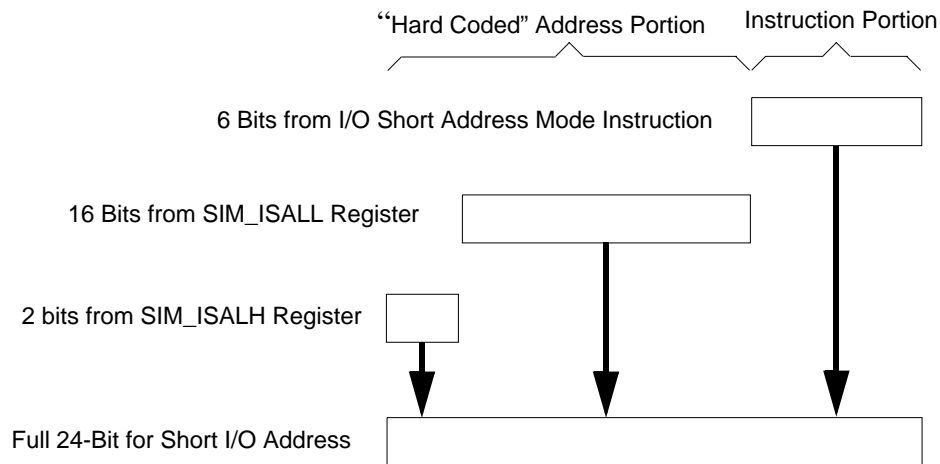 “Hard Coded” Address Portion
Instruction Portion
6 Bits from I/O Short Address Mode Instruction
16 Bits from SIM_ISALL Register
2 bits from SIM_ISALH Register
Full 24-Bit for Short I/O Address